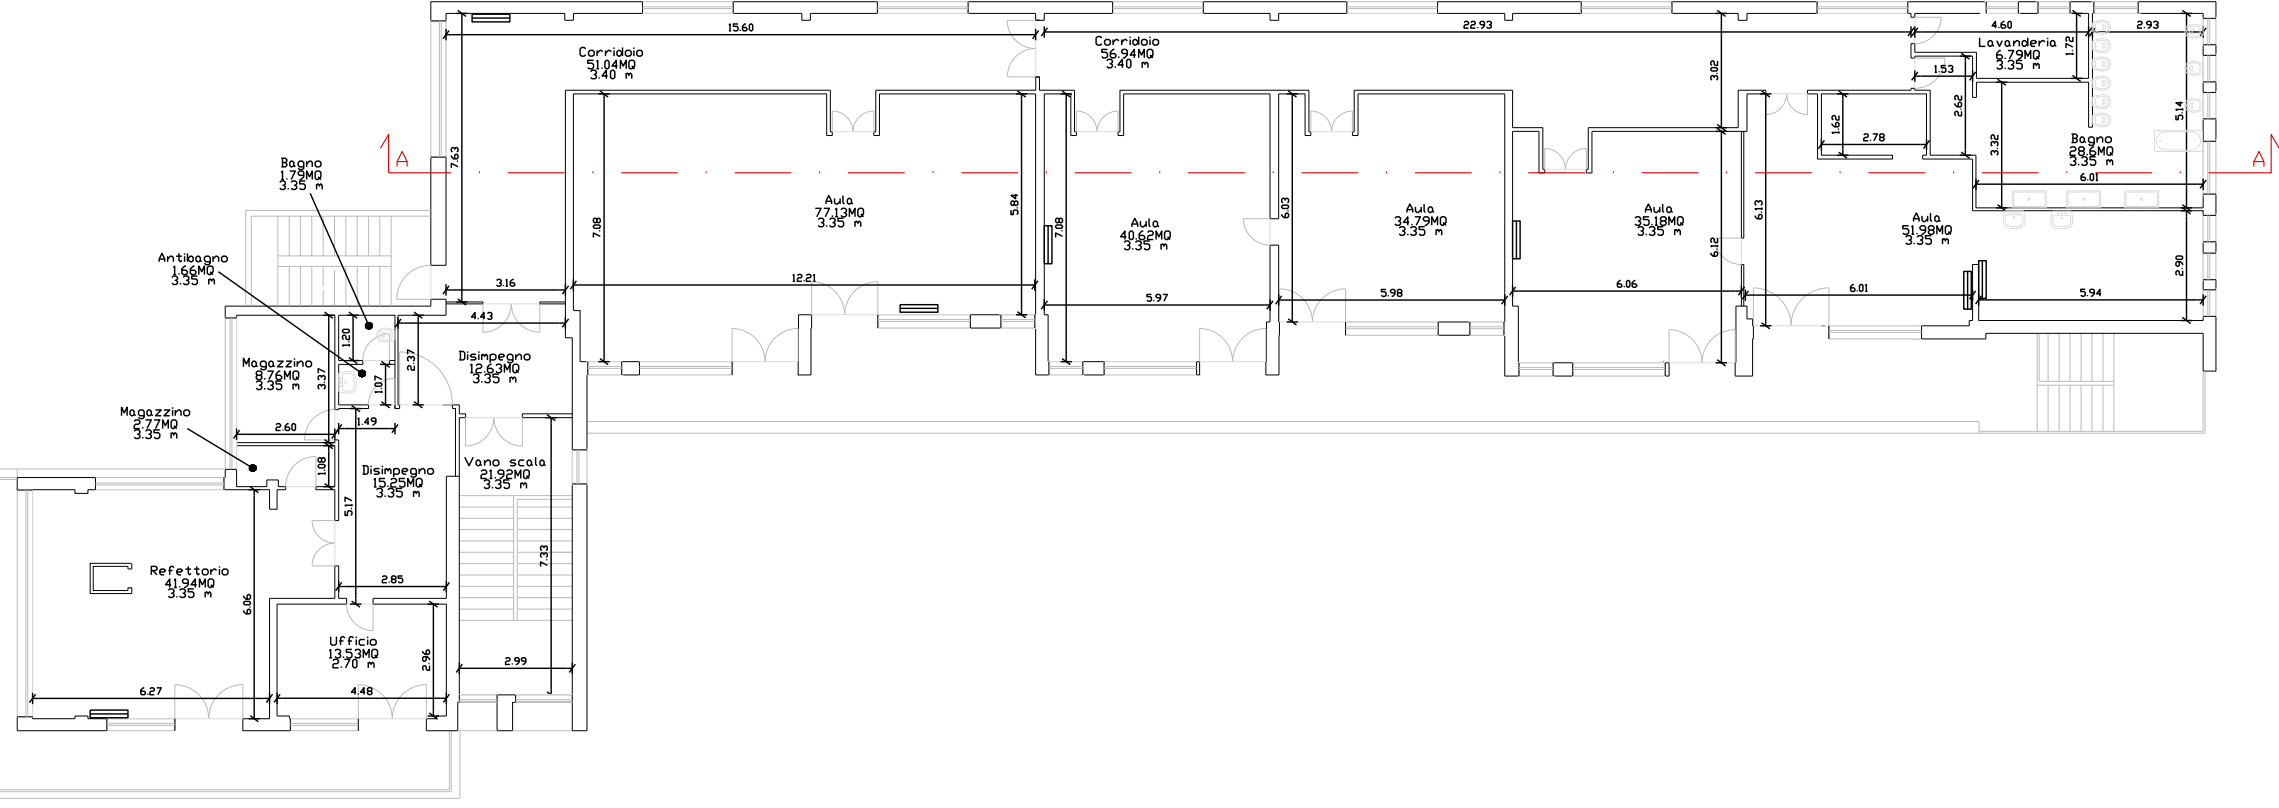 15.60
22.93
4.60
2.93
Corridoio
51.04MQ
3.40 m
Corridoio
56.94MQ
3.40 m
Lavanderia
6.79MQ
3.35 m
1.72
3.02
1.53
2.62
5.14
1.62
2.78
3.32
Bagno
28.6MQ
3.35 m
6.01
A
A
7.63
Bagno
1.79MQ
3.35 m
Aula
77.13MQ
3.35 m
7.08
5.84
12.21
Aula
40.62MQ
3.35 m
7.08
5.97
6.03
Aula
34.79MQ
3.35 m
5.98
Aula
35.18MQ
3.35 m
6.12
6.06
6.13
Aula
51.98MQ
3.35 m
6.01
2.90
5.94
Antibagno
1.66MQ
3.35 m
3.16
4.43
1.20
2.37
Disimpegno
12.63MQ
3.35 m
Magazzino
8.76MQ
3.35 m
3.37
1.07
Magazzino
2.77MQ
3.35 m
2.60
1.49
1.08
Disimpegno
15.25MQ
3.35 m
Vano scala
21.92MQ
3.35 m
5.17
7.33
Refettorio
41.94MQ
3.35 m
2.85
6.06
Ufficio
13.53MQ
2.70 m
2.96
2.99
6.27
4.48